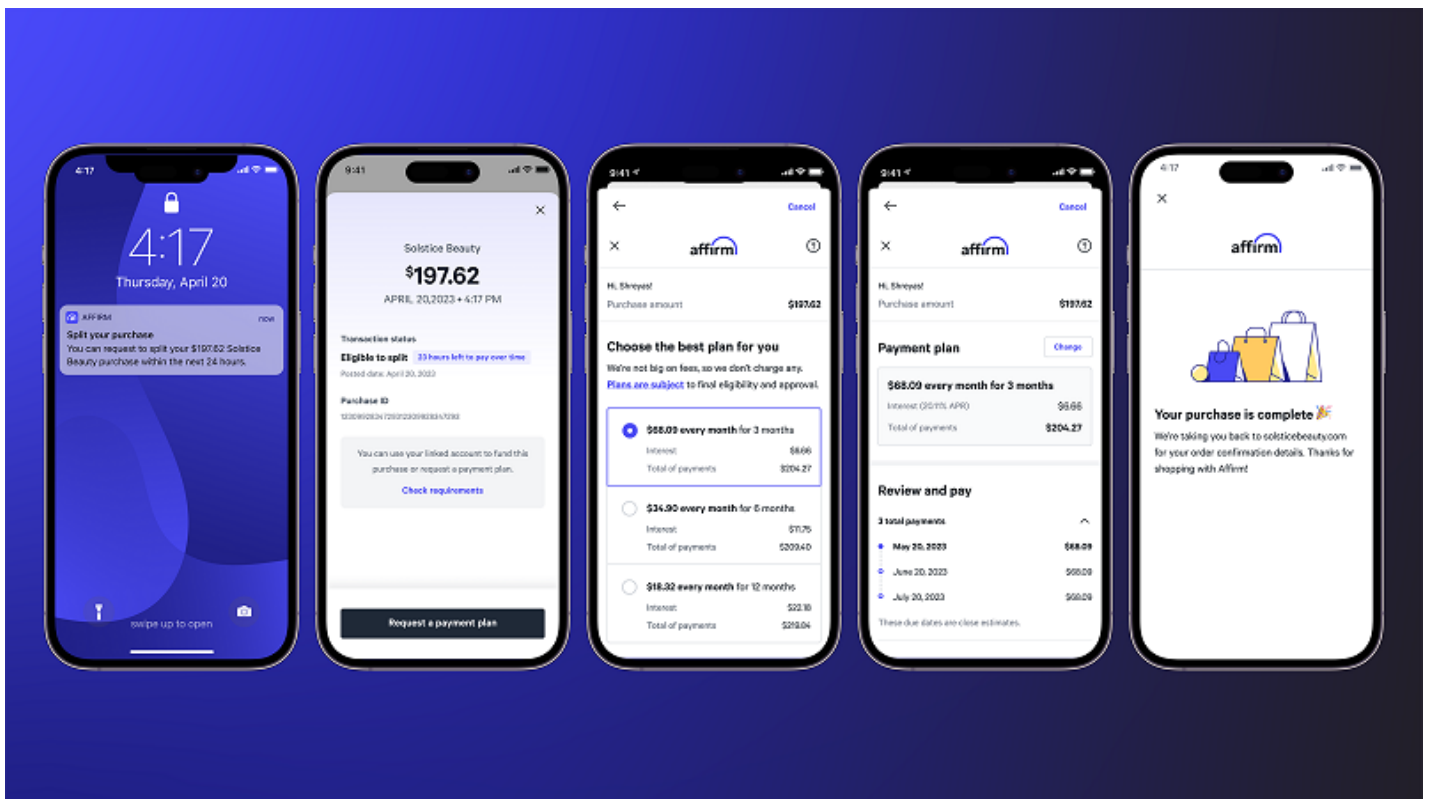 4:17
4:17
Thursday, April 20
AFFIRM
now
Split your purchase
You can request to split your $197.62 Solstice
Beauty purchase within the next 24 hours.
swipe up to open
9:41
Solstice Beauty
$197.62
APRIL, 20,2023 • 4:17 PM
Transaction status
Eligible to split
23 hours left to pay over time
Posted date: April 20, 2023
Purchase ID
You can use your linked account to fund this
purchase or request a payment plan.
Check requirements
Request a payment plan
9:41
Cancel
affirm
Hi, Shreyas!
Purchase amount $197.62
Choose the best plan for you
We're not big on fees, so we don't charge any.
Plans are subject to final eligibility and approval.
$68.09 every month for 3 months
Interest $6.66
Total of payments $204.27
$34.90 every month for 6 months
Interest $11.75
Total of payments $209.40
$18.32 every month for 12 months
Interest $22.18
Total of payments $219.84
9:41
Cancel
affirm
Hi, Shreyas!
Purchase amount $197.62
Payment plan
Change
$68.09 every month for 3 months
Interest (20.11% APR) $6.66
Total of payments $204.27
Review and pay
3 total payments
May 20, 2023 $68.09
June 20, 2023 $68.09
July 20, 2023 $68.09
These due dates are close estimates.
4:17
affirm
Your purchase is complete 🎉
We're taking you back to solsticebeauty.com
for your order confirmation details. Thanks for
shopping with Affirm!